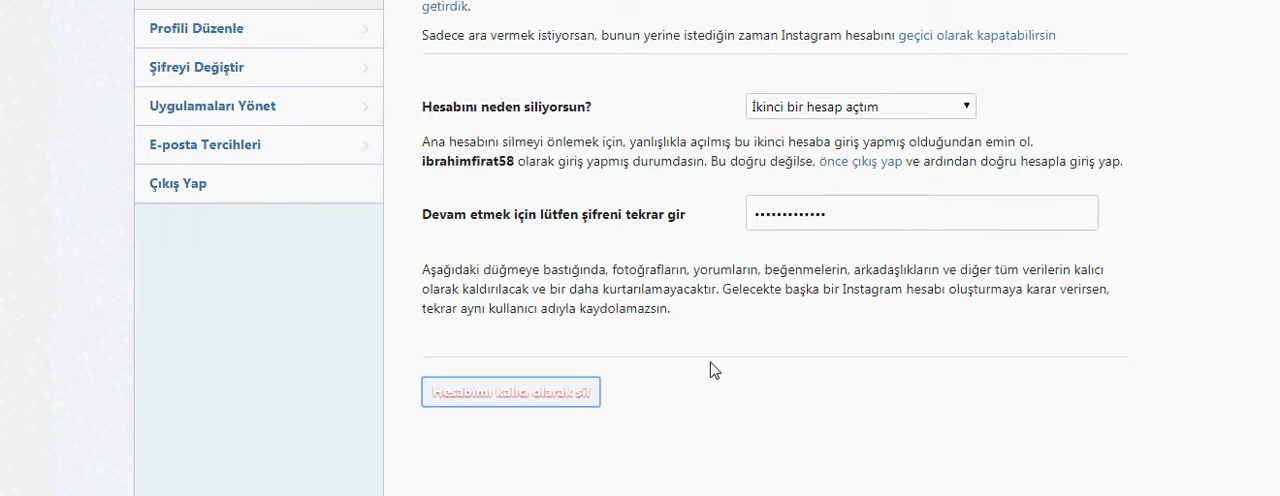 getirdik.
Profili Düzenle
Sadece ara vermek istiyorsan, bunun yerine istediğin zaman Instagram hesabını geçici olarak kapatabilirsin
Şifreyi Değiştir
Uygulamaları Yönet
E-posta Tercihleri
Çıkış Yap
Hesabını neden siliyorsun?
İkinci bir hesap açtım
Ana hesabını silmeyi önlemek için, yanlışlıkla açılmış bu ikinci hesaba giriş yapmış olduğundan emin ol.
ibrahimfirat58 olarak giriş yapmış durumdasın. Bu doğru değilse, önce çıkış yap ve ardından doğru hesapla giriş yap.
Devam etmek için lütfen şifreni tekrar gir
•••••••••••••
Aşağıdaki düğmeye bastığında, fotoğrafların, yorumların, beğenmelerin, arkadaşlıkların ve diğer tüm verilerin kalıcı
olarak kaldırılacak ve bir daha kurtarılamayacaktır. Gelecekte başka bir Instagram hesabı oluşturmaya karar verirsen,
tekrar aynı kullanıcı adıyla kaydolamazsın.
Hesabımı kalıcı olarak sil